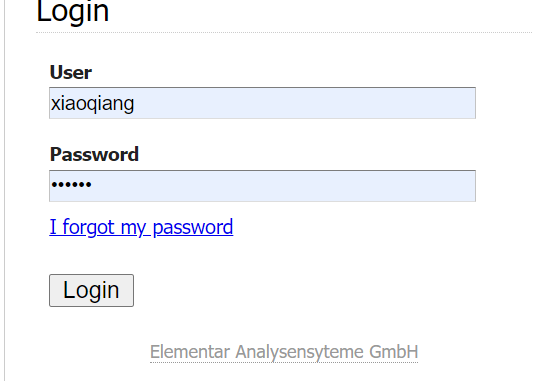 Login
User
xiaoqiang
Password
••••••
I forgot my password
Login
Elementar Analysensyteme GmbH